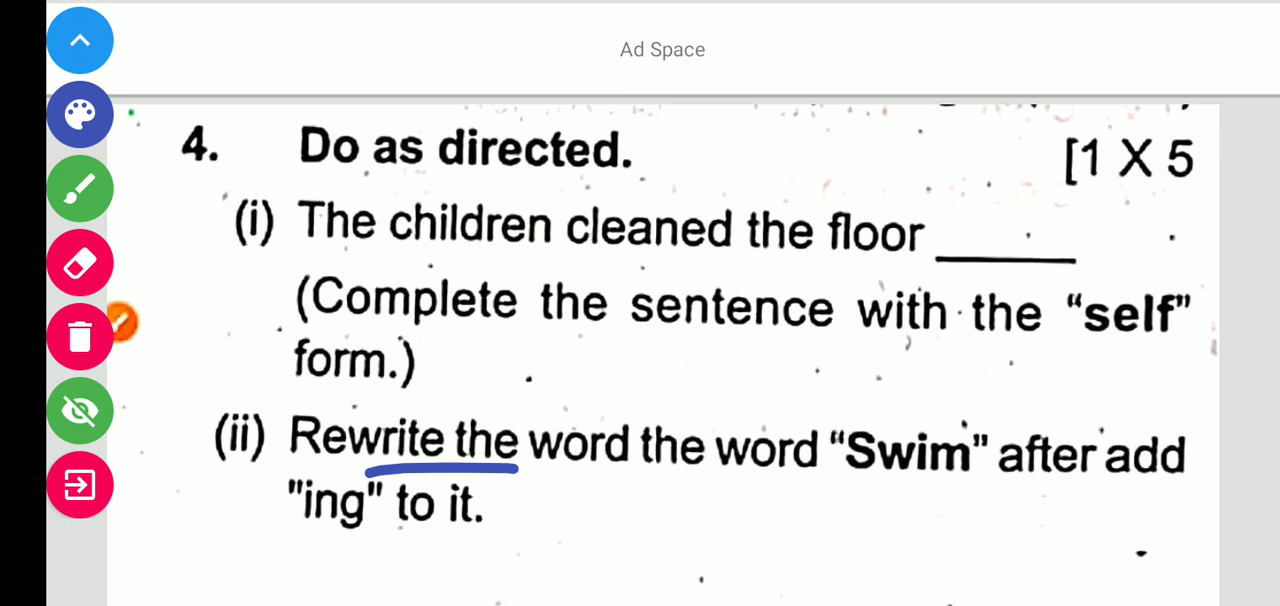 Ad Space
4. Do as directed. [1 X 5
(i) The children cleaned the floor ______
(Complete the sentence with the “self”
form.)
(ii) Rewrite the word the word “Swim" after add
"ing" to it.